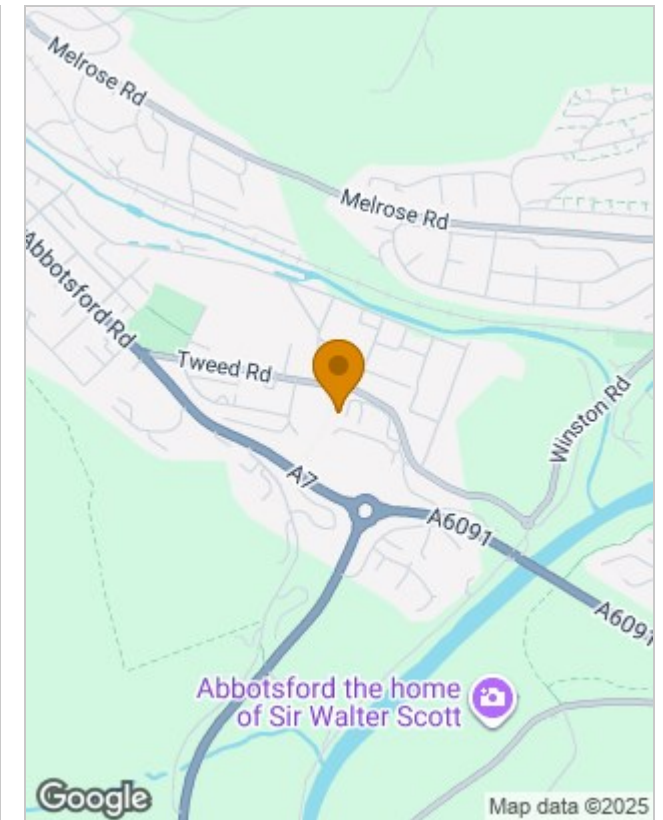 Melrose Rd
Melrose Rd
Abbotsford Rd
Tweed Rd
Winston Rd
A7
A6091
A6091
Abbotsford the home
of Sir Walter Scott
Google
Map data ©2025